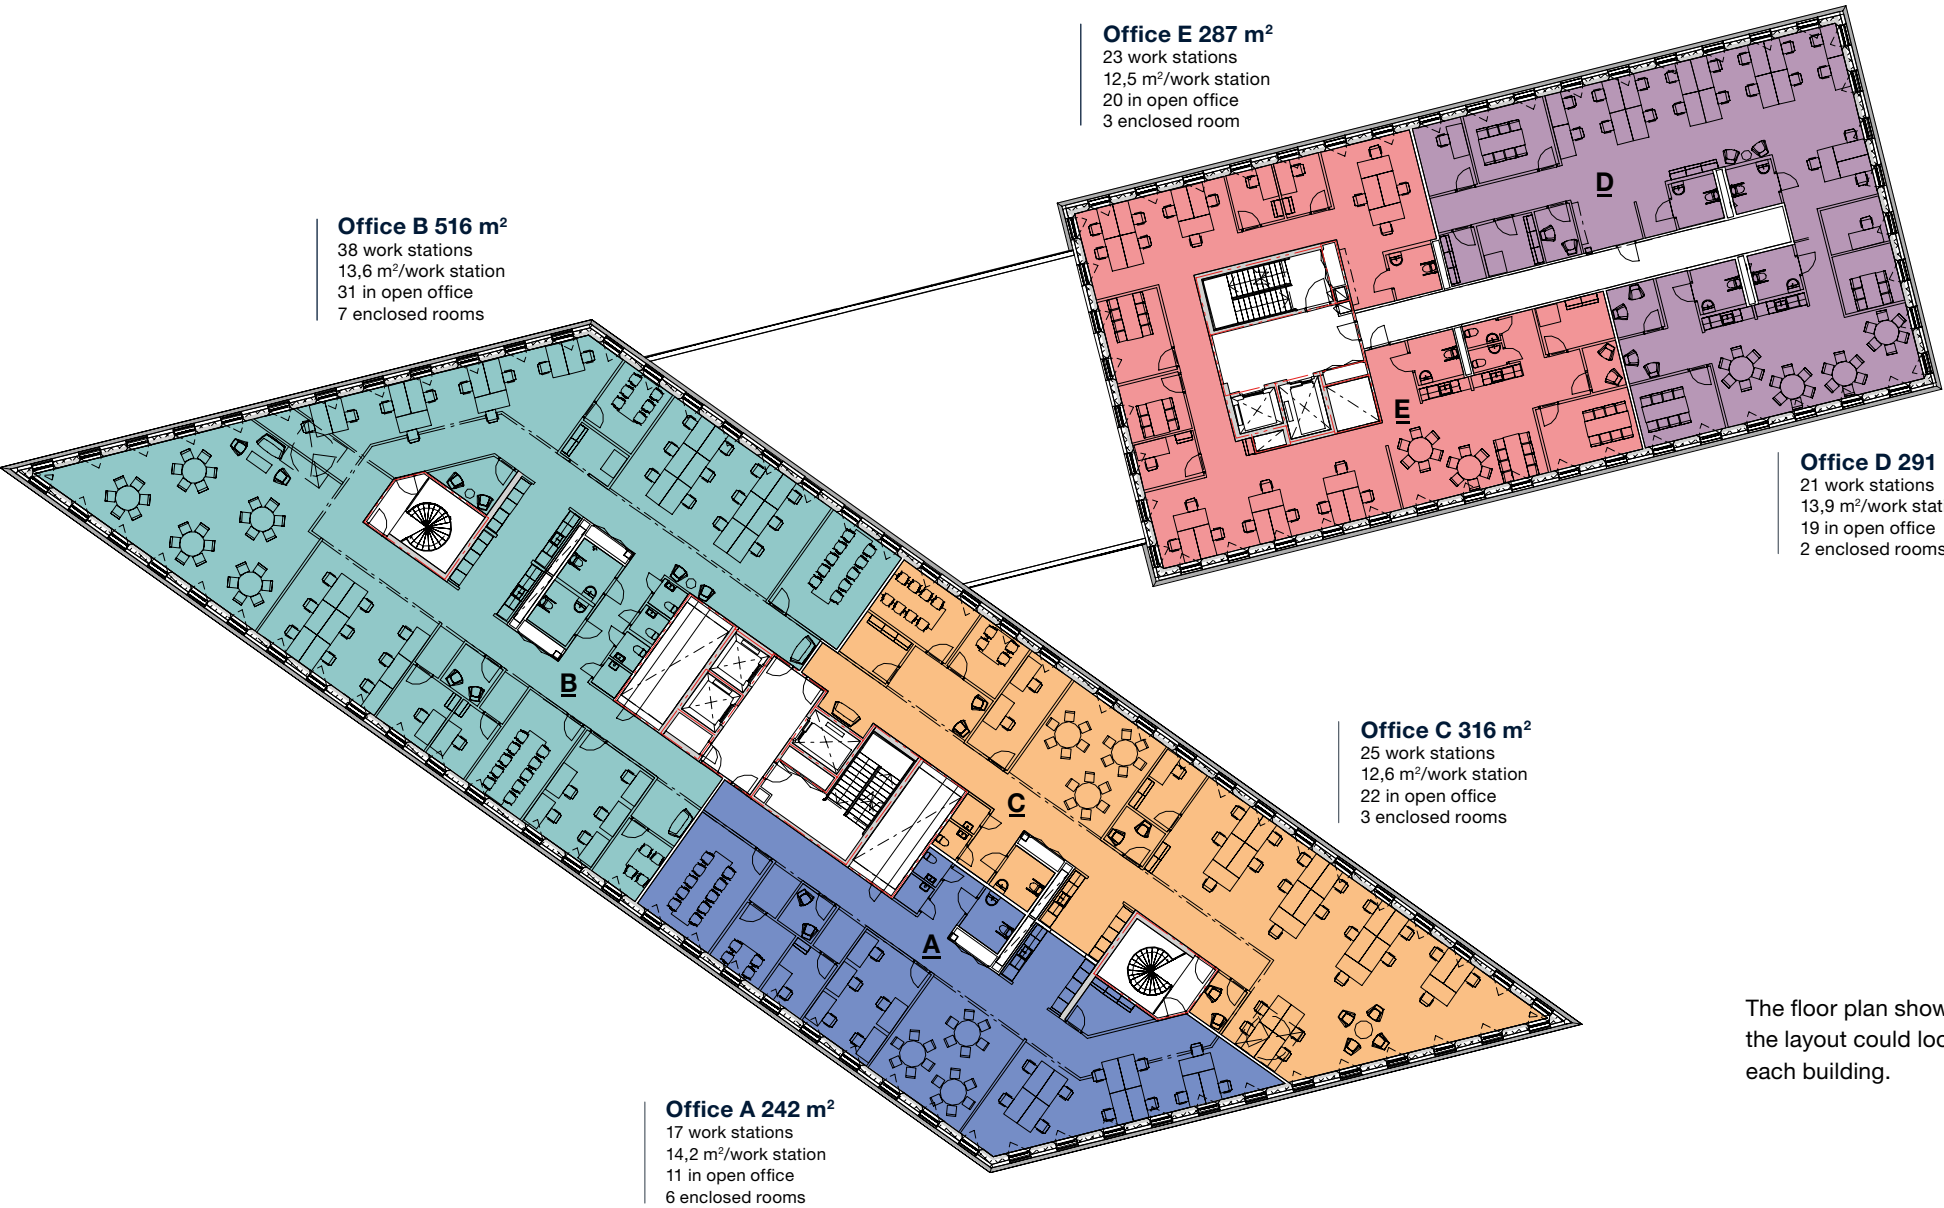 Office E 287 m²
23 work stations
12,5 m²/work station
20 in open office
3 enclosed room
D
Office B 516 m²
38 work stations
13,6 m²/work station
31 in open office
7 enclosed rooms
E
Office D 291
21 work stations
13,9 m²/work stat
19 in open office
2 enclosed rooms
B
Office C 316 m²
25 work stations
12,6 m²/work station
22 in open office
3 enclosed rooms
C
A
The floor plan show
the layout could loo
each building.
Office A 242 m²
17 work stations
14,2 m²/work station
11 in open office
6 enclosed rooms